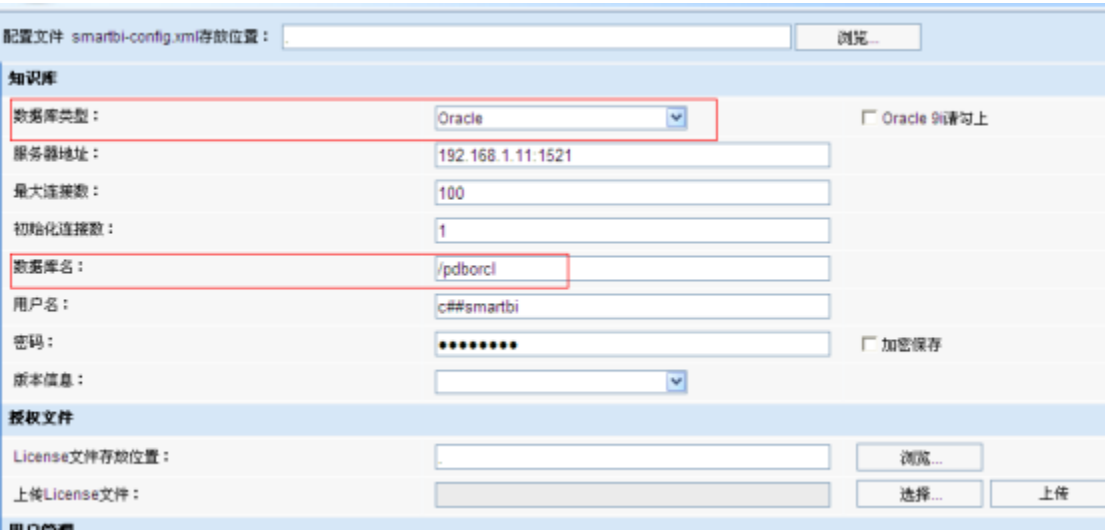 配置文件 smartbi-config.xml存放位置： . 浏览...
知识库
数据库类型： Oracle Oracle 9i请勾上
服务器地址： 192.168.1.11:1521
最大连接数： 100
初始化连接数： 1
数据库名： /pdborcl
用户名： c##smartbi
密码： ●●●●●●●●
加密保存
版本信息：
授权文件
License文件存放位置： . 浏览...
上传License文件： 选择... 上传
用户管理